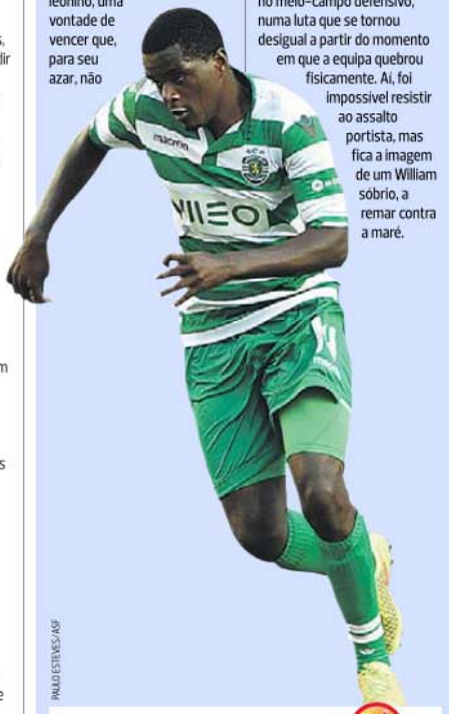 leonino, uma
vontade de
vencer que,
para seu
azar, não
no meio-campo defensivo,
numa luta que se tornou
desigual a partir do momento
em que a equipa quebrou
fisicamente. Aí, foi
impossível resistir
ao assalto
portista, mas
fica a imagem
de um William
sóbrio, a
remar contra
a maré.
macron
MEO
PAULO ESTEVES/ASF